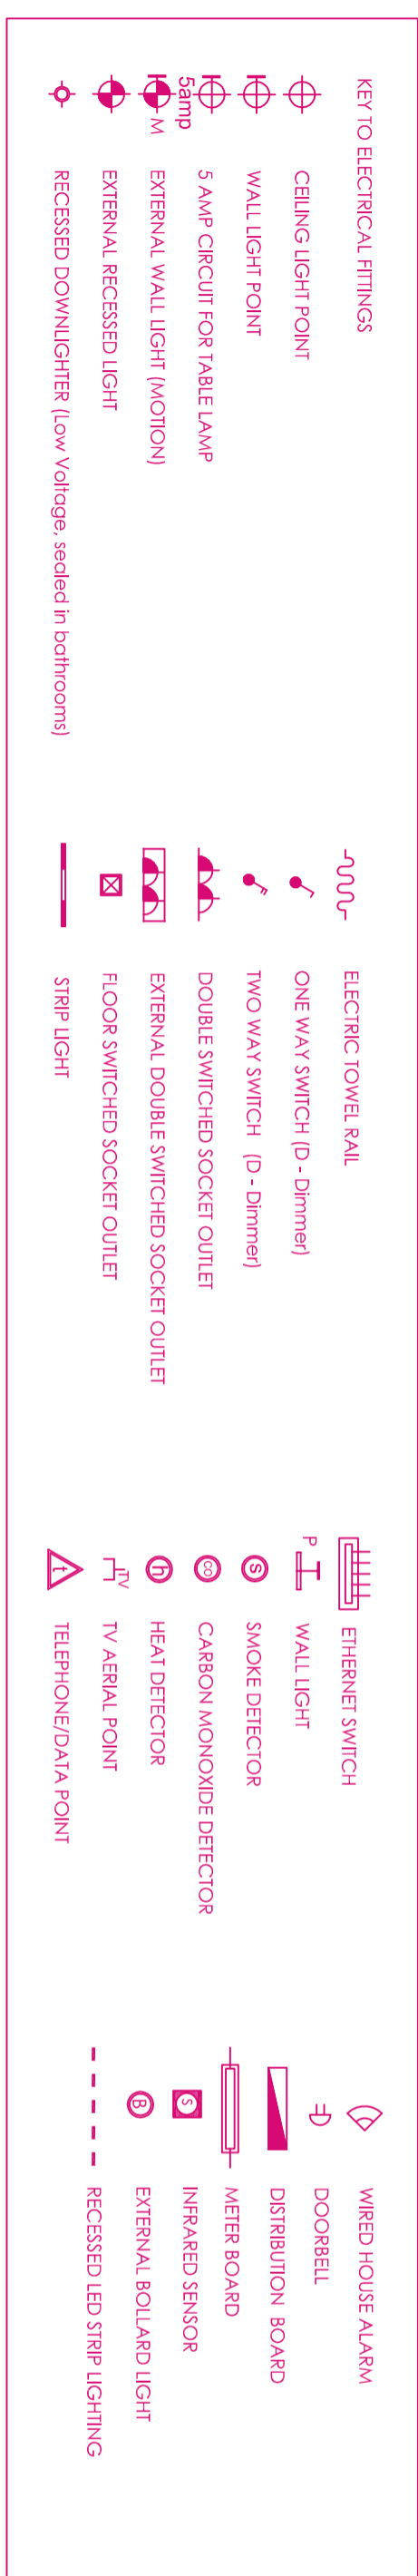 KEY TO ELECTRICAL FITTINGS
CEILING LIGHT POINT
WALL LIGHT POINT
5amp
5 AMP CIRCUIT FOR TABLE LAMP
M
EXTERNAL WALL LIGHT (MOTION)
EXTERNAL RECESSED LIGHT
RECESSED DOWNLIGHTER (Low Voltage, sealed in bathrooms)
ELECTRIC TOWEL RAIL
ONE WAY SWITCH (D - Dimmer)
TWO WAY SWITCH (D - Dimmer)
DOUBLE SWITCHED SOCKET OUTLET
EXTERNAL DOUBLE SWITCHED SOCKET OUTLET
FLOOR SWITCHED SOCKET OUTLET
STRIP LIGHT
ETHERNET SWITCH
P
WALL LIGHT
S
SMOKE DETECTOR
CO
CARBON MONOXIDE DETECTOR
h
HEAT DETECTOR
TV
TV AERIAL POINT
t
TELEPHONE/DATA POINT
WIRED HOUSE ALARM
DOORBELL
DISTRIBUTION BOARD
METER BOARD
S
INFRARED SENSOR
B
EXTERNAL BOLLARD LIGHT
RECESSED LED STRIP LIGHTING